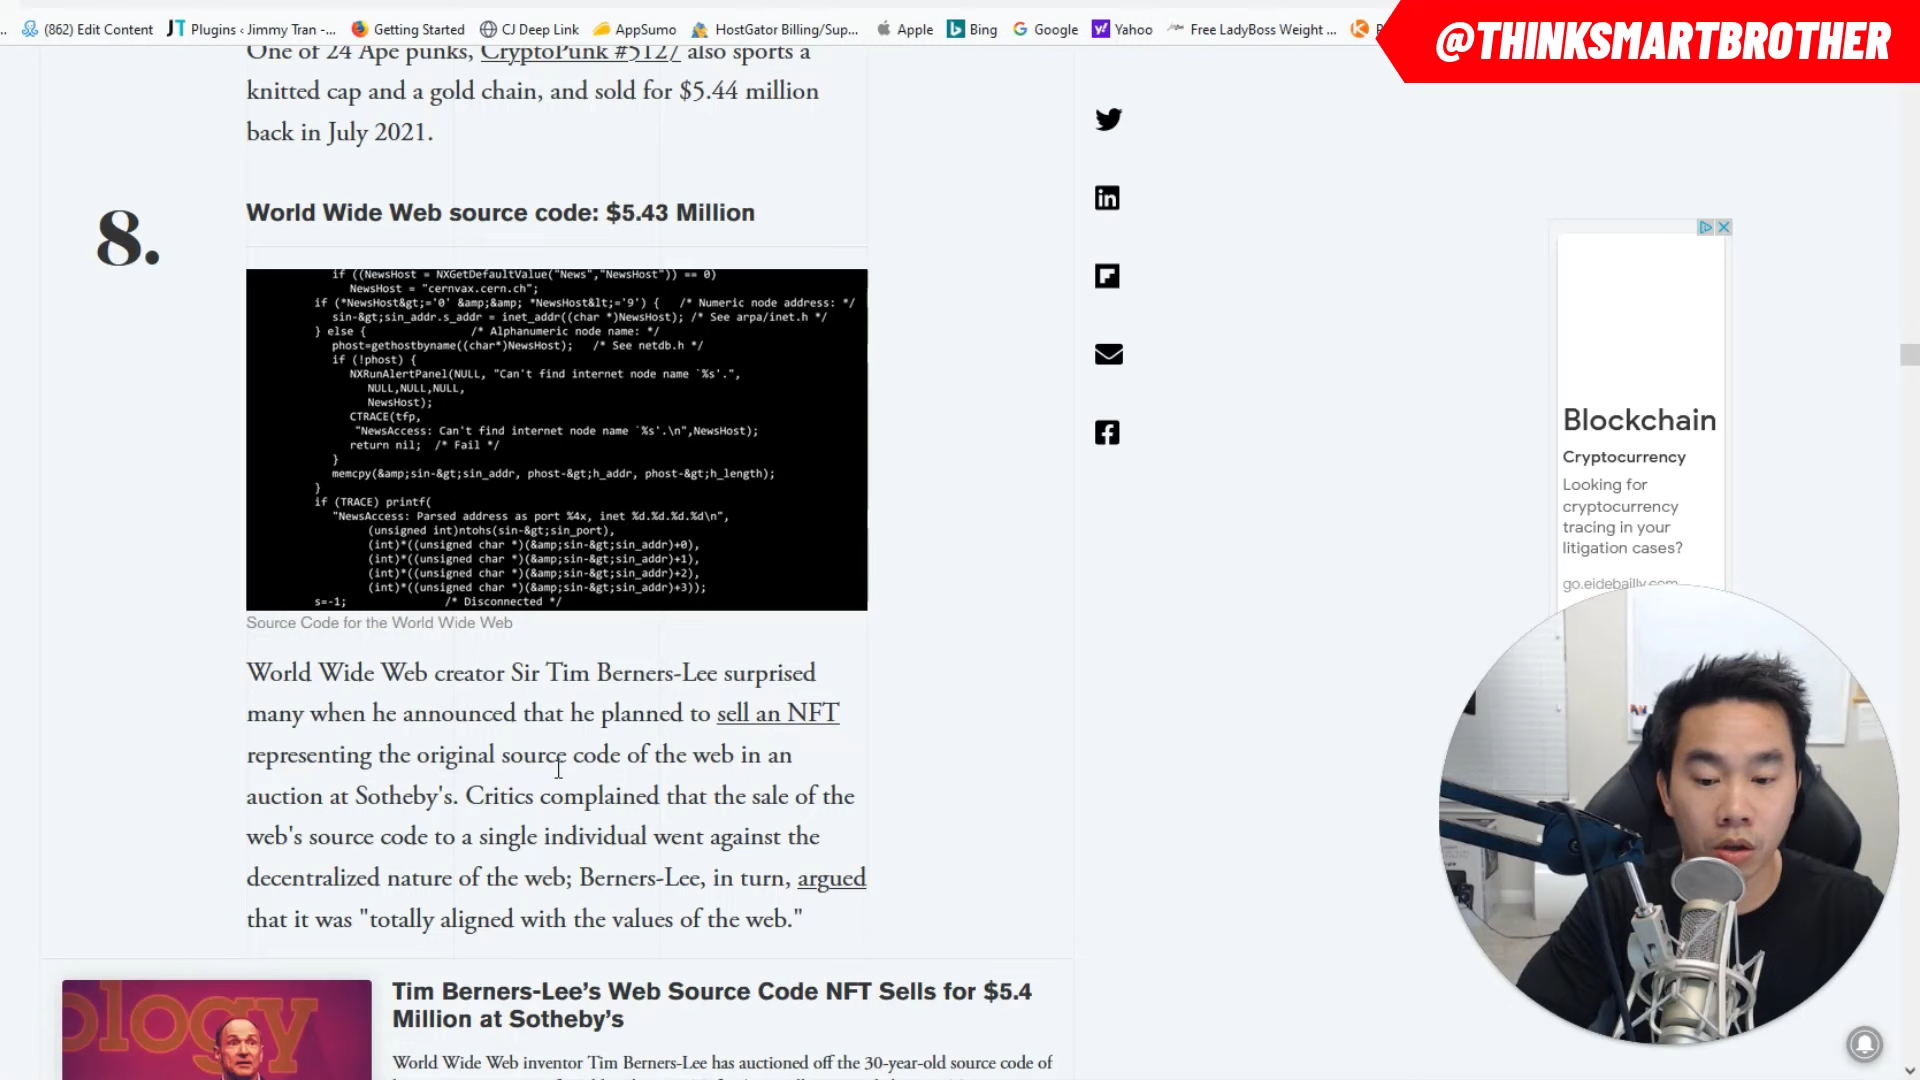 (862) Edit Content
Plugins ‹ Jimmy Tran -...
Getting Started
CJ Deep Link
AppSumo
HostGator Billing/Sup...
Apple
Bing
Google
Yahoo
Free LadyBoss Weight ...
@THINKSMARTBROTHER
One of 24 Ape punks, CryptoPunk #5127 also sports a
knitted cap and a gold chain, and sold for $5.44 million
back in July 2021.
8.
World Wide Web source code: $5.43 Million
if ((NewsHost = NXGetDefaultValue("News","NewsHost")) == 0)
NewsHost = "cernvax.cern.ch";
if (*NewsHost&gt;='0' &amp;&amp; *NewsHost&lt;='9') { /* Numeric node address: */
sin-&gt;sin_addr.s_addr = inet_addr((char *)NewsHost); /* See arpa/inet.h */
} else { /* Alphanumeric node name: */
phost=gethostbyname((char*)NewsHost); /* See netdb.h */
if (!phost) {
NXRunAlertPanel(NULL, "Can't find internet node name `%s'.",
NULL,NULL,NULL,
NewsHost);
CTRACE(tfp,
"NewsAccess: Can't find internet node name `%s'.\n",NewsHost);
return nil; /* Fail */
}
memcpy(&amp;sin-&gt;sin_addr, phost-&gt;h_addr, phost-&gt;h_length);
}
if (TRACE) printf(
"NewsAccess: Parsed address as port %4x, inet %d.%d.%d.%d\n",
(unsigned int)ntohs(sin-&gt;sin_port),
(int)*((unsigned char *)(&amp;sin-&gt;sin_addr)+0),
(int)*((unsigned char *)(&amp;sin-&gt;sin_addr)+1),
(int)*((unsigned char *)(&amp;sin-&gt;sin_addr)+2),
(int)*((unsigned char *)(&amp;sin-&gt;sin_addr)+3));
s=-1; /* Disconnected */
Source Code for the World Wide Web
World Wide Web creator Sir Tim Berners-Lee surprised
many when he announced that he planned to sell an NFT
representing the original source code of the web in an
auction at Sotheby's. Critics complained that the sale of the
web's source code to a single individual went against the
decentralized nature of the web; Berners-Lee, in turn, argued
that it was "totally aligned with the values of the web."
ology
Tim Berners-Lee's Web Source Code NFT Sells for $5.4
Million at Sotheby's
World Wide Web inventor Tim Berners-Lee has auctioned off the 30-year-old source code of
Blockchain
Cryptocurrency
Looking for
cryptocurrency
tracing in your
litigation cases?
go.eidebailly.com